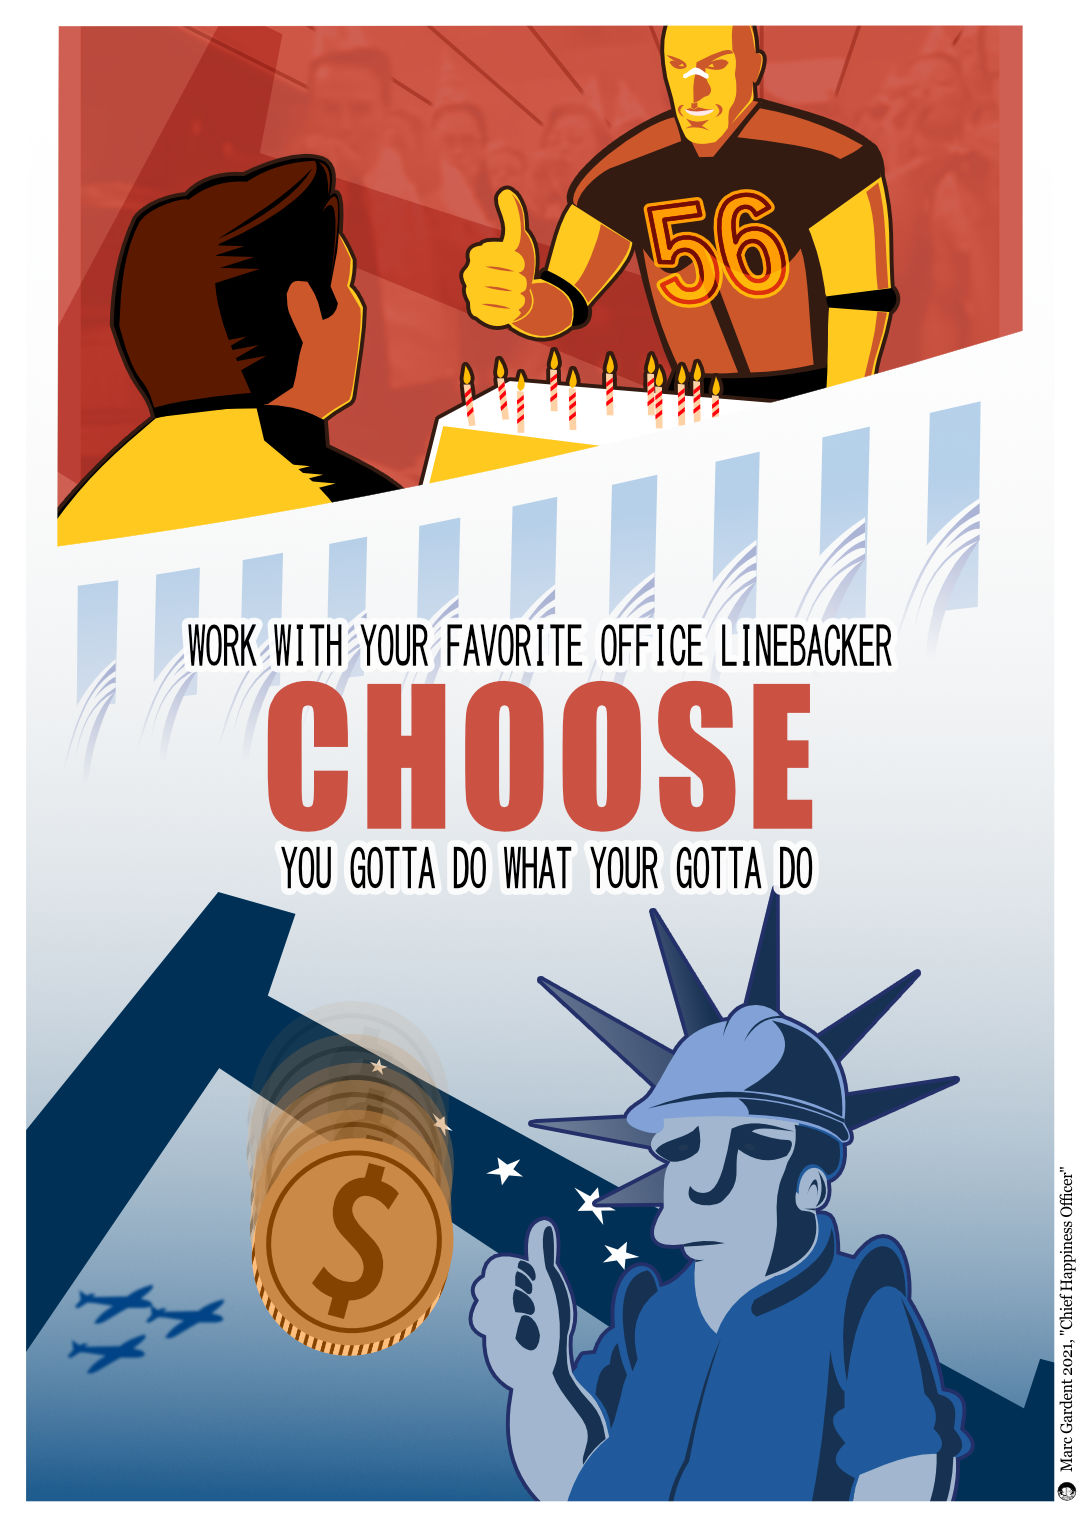 56
WORK WITH YOUR FAVORITE OFFICE LINEBACKER
CHOOSE
YOU GOTTA DO WHAT YOUR GOTTA DO
$
Marc Gardent 2021, "Chief Happiness Officer"